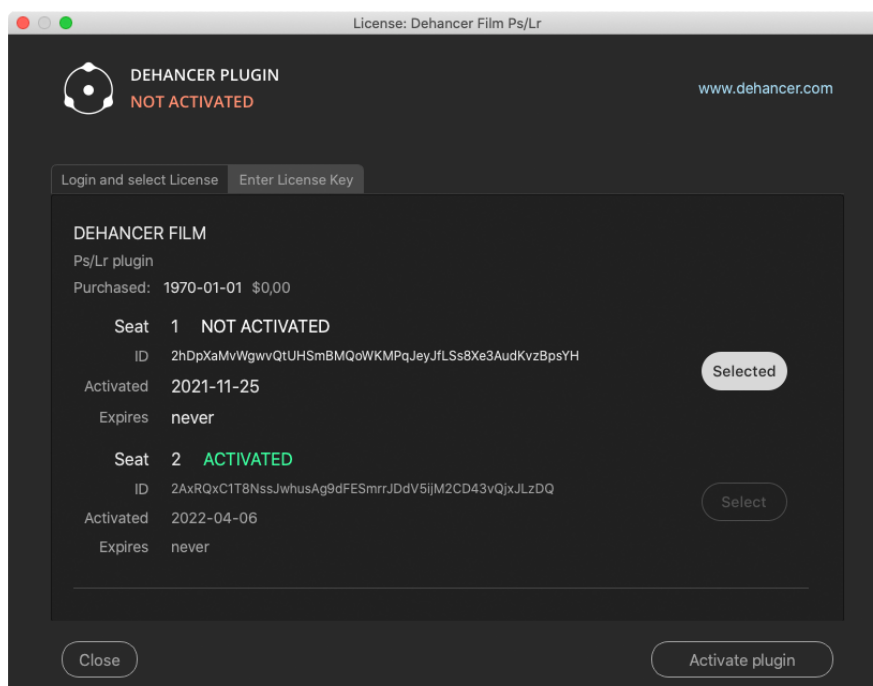 License: Dehancer Film Ps/Lr
DEHANCER PLUGIN
NOT ACTIVATED
www.dehancer.com
Login and select License Enter License Key
DEHANCER FILM
Ps/Lr plugin
Purchased: 1970-01-01 $0,00
Seat 1 NOT ACTIVATED
ID 2hDpXaMvWgwvQtUHSmBMQoWKMPqJeyJfLSs8Xe3AudKvzBpsYH
Selected
Activated 2021-11-25
Expires never
Seat 2 ACTIVATED
ID 2AxRQxC1T8NssJwhusAg9dFESmrrJDdV5ijM2CD43vQjxJLzDQ
Select
Activated 2022-04-06
Expires never
Close Activate plugin